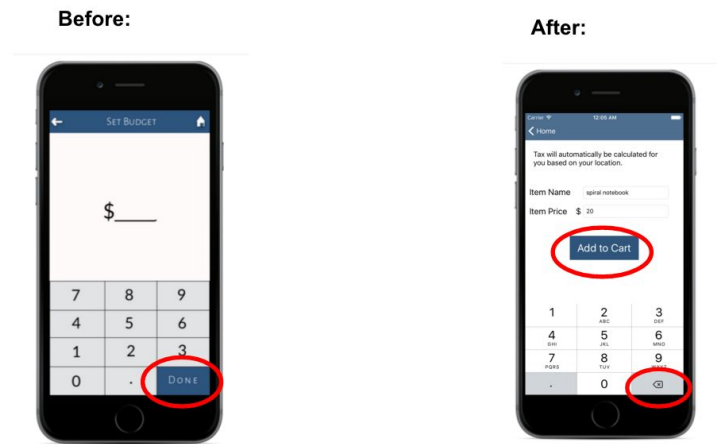 Before:
After:
SET BUDGET
$____
7 8 9
4 5 6
1 2 3
0 . DONE
Carrier 12:05 AM
Home
Tax will automatically be calculated for
you based on your location.
Item Name spiral notebook
Item Price $ 20
Add to Cart
1 2 3
ABC DEF
4 5 6
GHI JKL MNO
7 8 9
PQRS TUV WXYZ
. 0